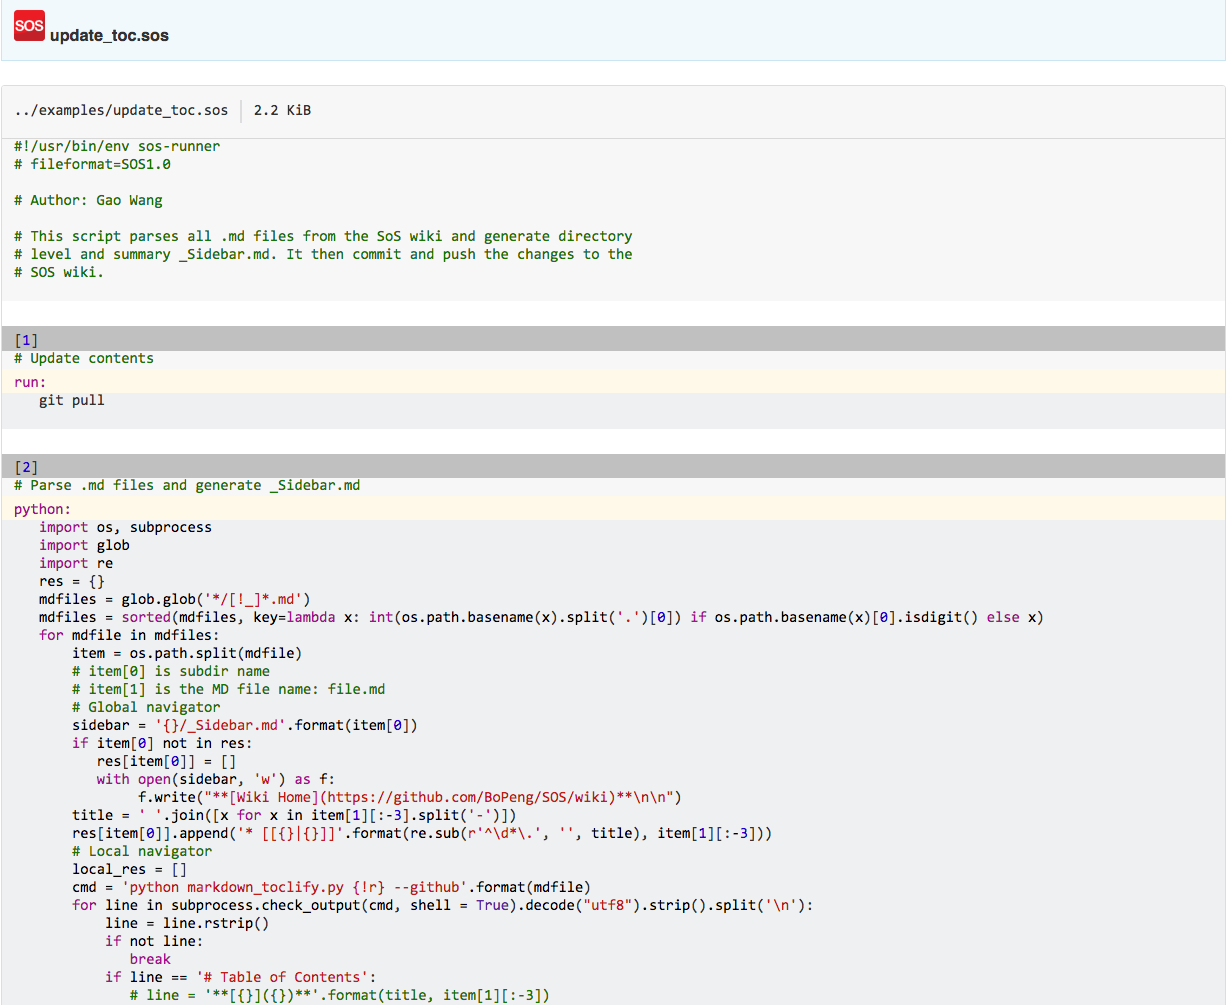 SOS update_toc.sos
../examples/update_toc.sos 2.2 KiB
#!/usr/bin/env sos-runner
# fileformat=SOS1.0
# Author: Gao Wang
# This script parses all .md files from the SoS wiki and generate directory
# level and summary _Sidebar.md. It then commit and push the changes to the
# SOS wiki.
[1]
# Update contents
run:
   git pull
[2]
# Parse .md files and generate _Sidebar.md
python:
   import os, subprocess
   import glob
   import re
   res = {}
   mdfiles = glob.glob('*/[!_]*.md')
   mdfiles = sorted(mdfiles, key=lambda x: int(os.path.basename(x).split('.')[0]) if os.path.basename(x)[0].isdigit() else x)
   for mdfile in mdfiles:
       item = os.path.split(mdfile)
       # item[0] is subdir name
       # item[1] is the MD file name: file.md
       # Global navigator
       sidebar = '{}/_Sidebar.md'.format(item[0])
       if item[0] not in res:
          res[item[0]] = []
          with open(sidebar, 'w') as f:
               f.write("**[Wiki Home](https://github.com/BoPeng/SOS/wiki)**\n\n")
       title = ' '.join([x for x in item[1][:-3].split('-')])
       res[item[0]].append('* [[{}|{}]]'.format(re.sub(r'^\d*\.', '', title), item[1][:-3]))
       # Local navigator
       local_res = []
       cmd = 'python markdown_toclify.py {!r} --github'.format(mdfile)
       for line in subprocess.check_output(cmd, shell = True).decode("utf8").strip().split('\n'):
           line = line.rstrip()
           if not line:
              break
           if line == '# Table of Contents':
              # line = '**[{}]({})**'.format(title, item[1][:-3])